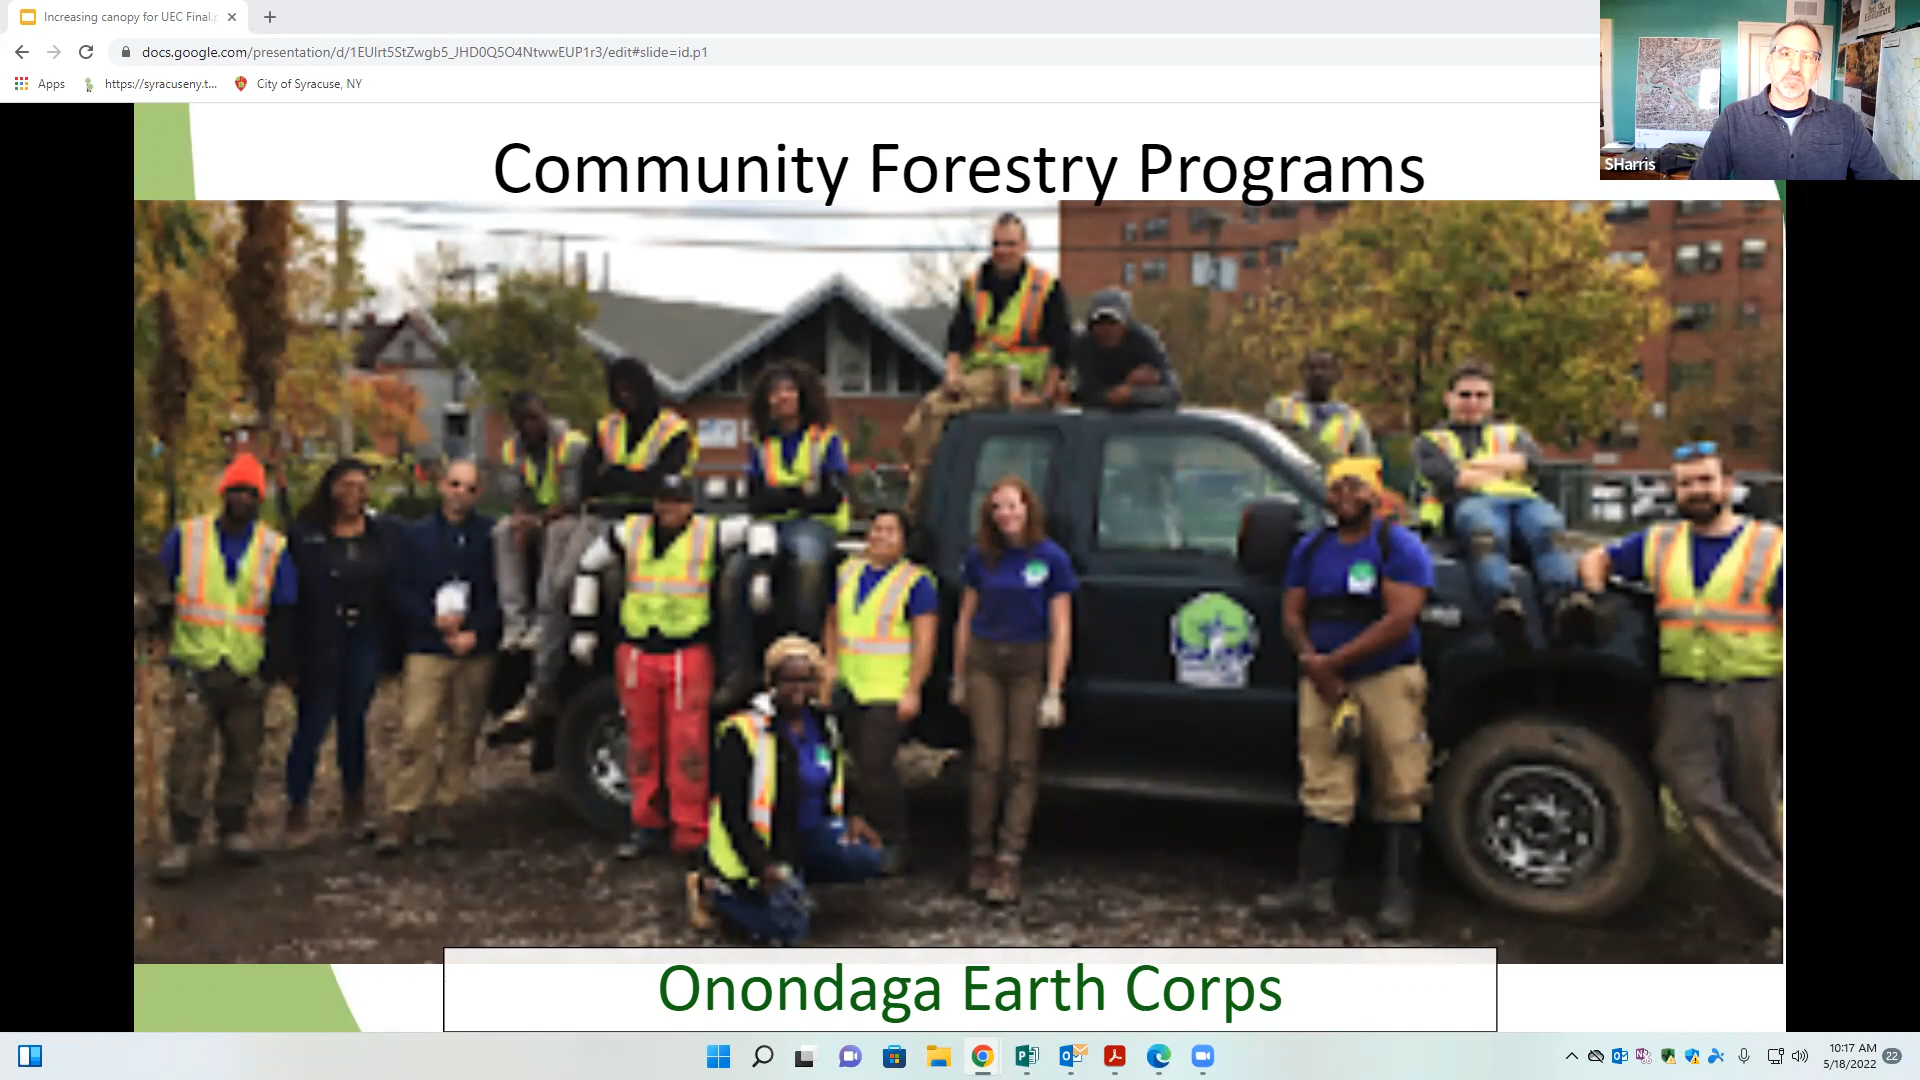 Increasing canopy for UEC Final.p
docs.google.com/presentation/d/1EUlrt5StZwgb5_JHD0Q5O4NtwwEUP1r3/edit#slide=id.p1
Apps
https://syracuseny.t...
City of Syracuse, NY
SHarris
Community Forestry Programs
Onondaga Earth Corps
10:17 AM
5/18/2022
22